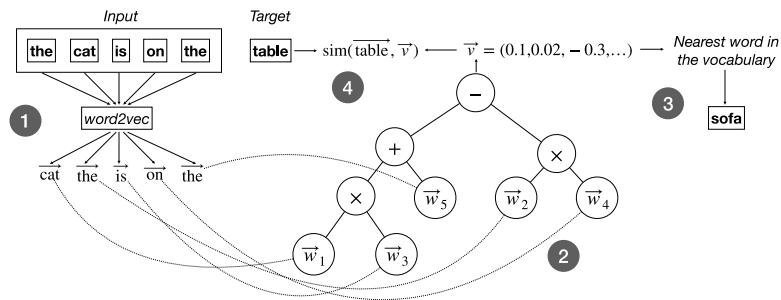 Input
the cat is on the
word2vec
1
cat the is on the
Target
table
sim(table, v)
v = (0.1,0.02, − 0.3,…)
4
Nearest word in
the vocabulary
3
sofa
−
+
×
×
w5
w2
w4
w1
w3
2